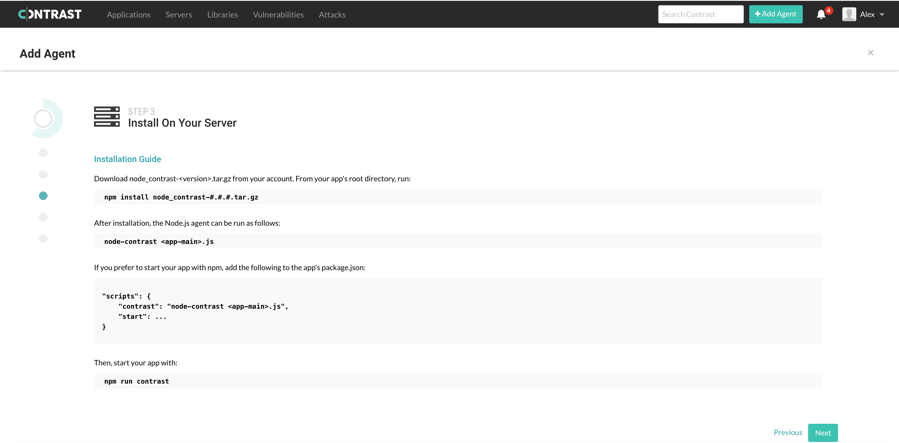 CONTRAST Applications Servers Libraries Vulnerabilities Attacks Search Contrast +Add Agent 4 Alex
Add Agent ×
STEP 3
Install On Your Server
Installation Guide
Download node_contrast-<version>.tar.gz from your account. From your app's root directory, run:
npm install node_contrast-#.#.#.tar.gz
After installation, the Node.js agent can be run as follows:
node-contrast <app-main>.js
If you prefer to start your app with npm, add the following to the app's package.json:
"scripts": {
"contrast": "node-contrast <app-main>.js",
"start": ...
}
Then, start your app with:
npm run contrast
Previous Next